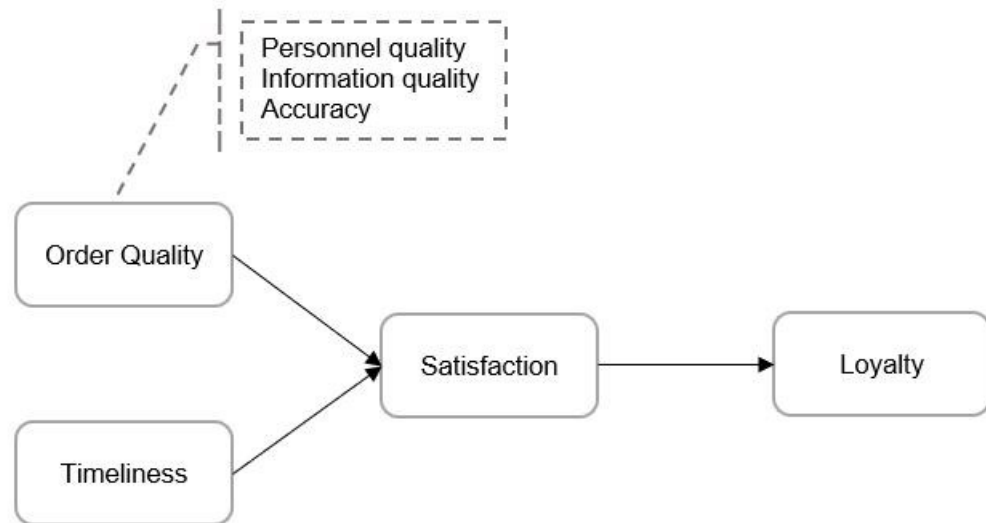 Personnel quality
Information quality
Accuracy
Order Quality
Satisfaction
Loyalty
Timeliness